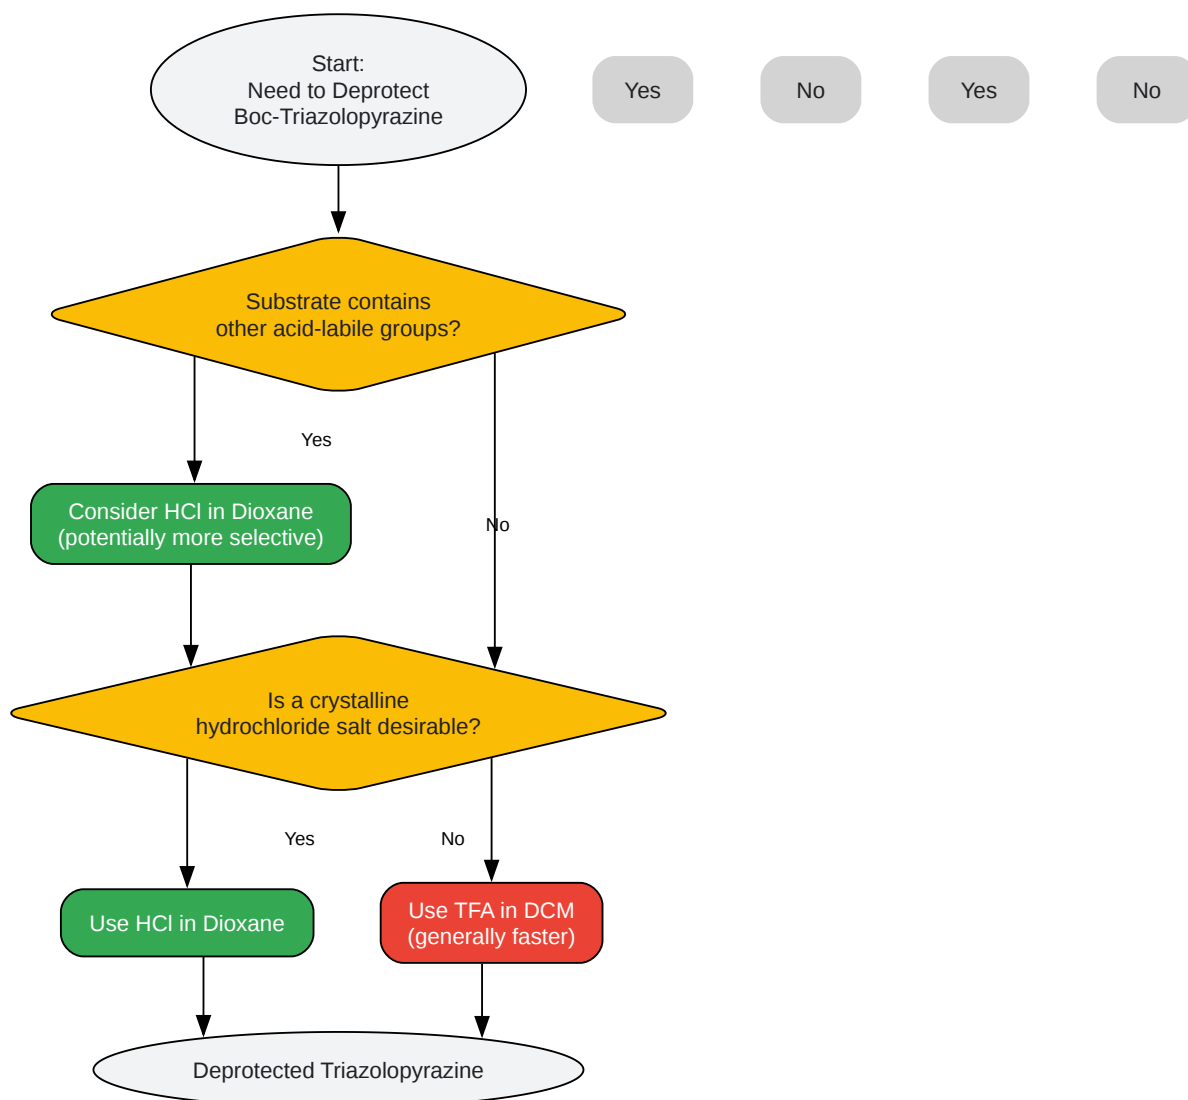 Start:
Need to Deprotect
Boc-Triazolopyrazine
Yes
No
Yes
No
Substrate contains
other acid-labile groups?
Yes
Consider HCl in Dioxane
(potentially more selective)
No
Is a crystalline
hydrochloride salt desirable?
Yes
No
Use HCl in Dioxane
Use TFA in DCM
(generally faster)
Deprotected Triazolopyrazine